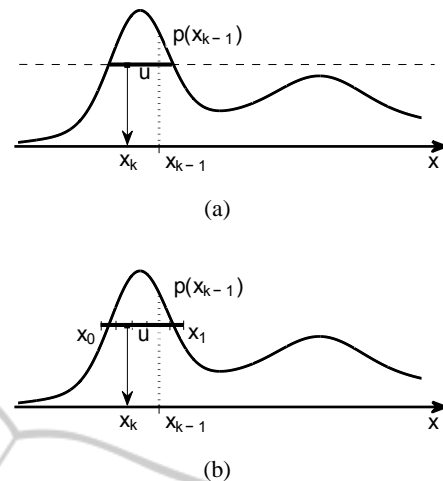 p(xₖ₋₁)
u
xₖ xₖ₋₁ x
(a)
p(xₖ₋₁)
x₀ u x₁
xₖ xₖ₋₁ x
(b)